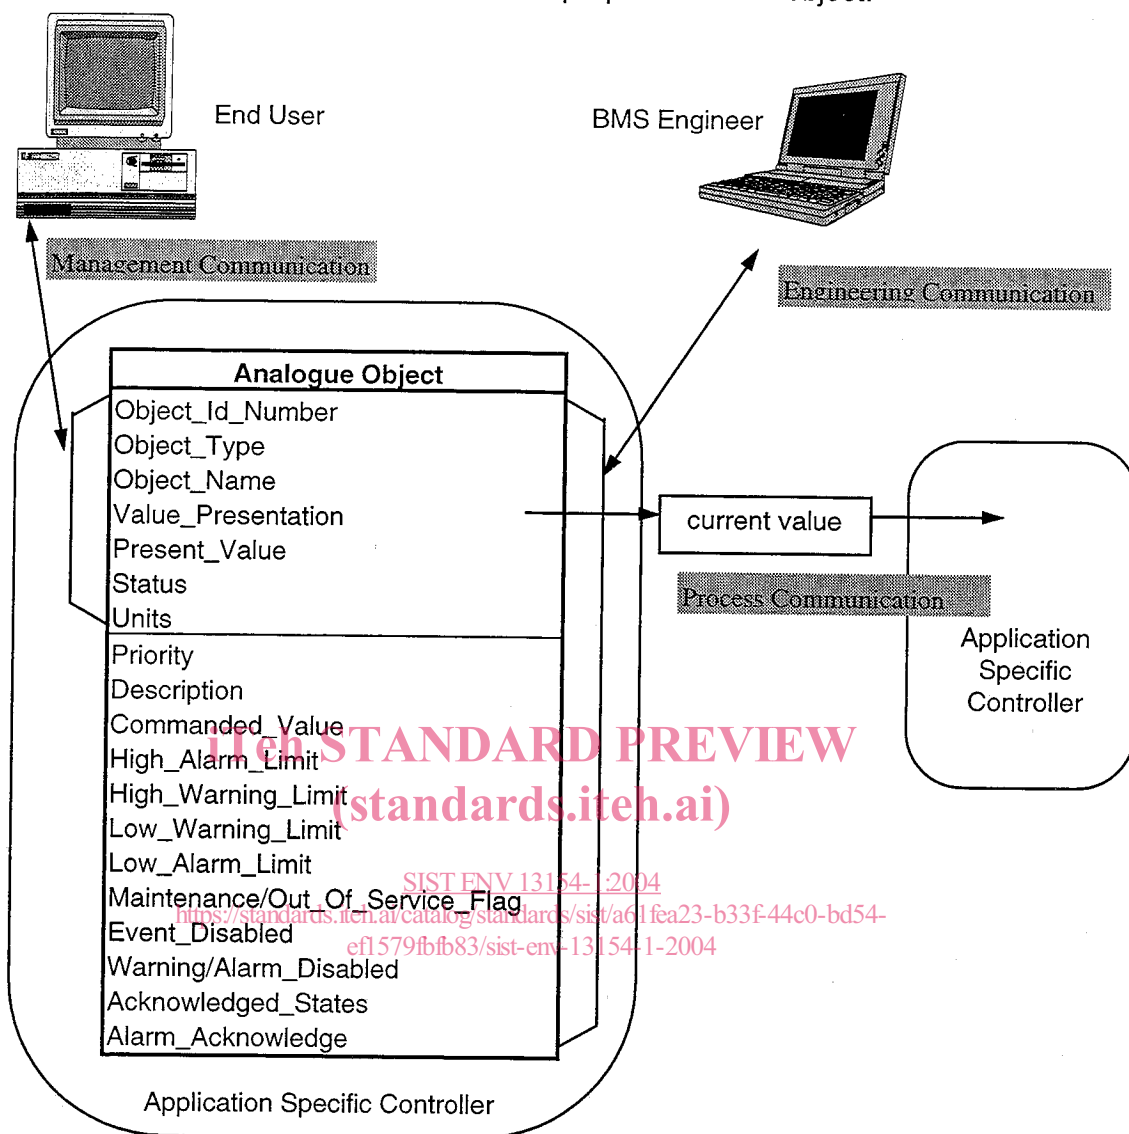 End User
BMS Engineer
Management Communication
Engineering Communication
Analogue Object
Object_Id_Number
Object_Type
Object_Name
Value_Presentation
Present_Value
Status
Units
current value
Process Communication
Priority
Description
Commanded_Value
High_Alarm_Limit
High_Warning_Limit
Low_Warning_Limit
Low_Alarm_Limit
Maintenance/Out_Of_Service_Flag
Event_Disabled
Warning/Alarm_Disabled
Acknowledged_States
Alarm_Acknowledge
Application
Specific
Controller
iTeh STANDARD PREVIEW
(standards.iteh.ai)
SIST ENV 13154-1:2004
https://standards.iteh.ai/catalog/standards/sist/a61fea23-b33f-44c0-bd54-
ef1579fbfb83/sist-env-13154-1-2004
Application Specific Controller